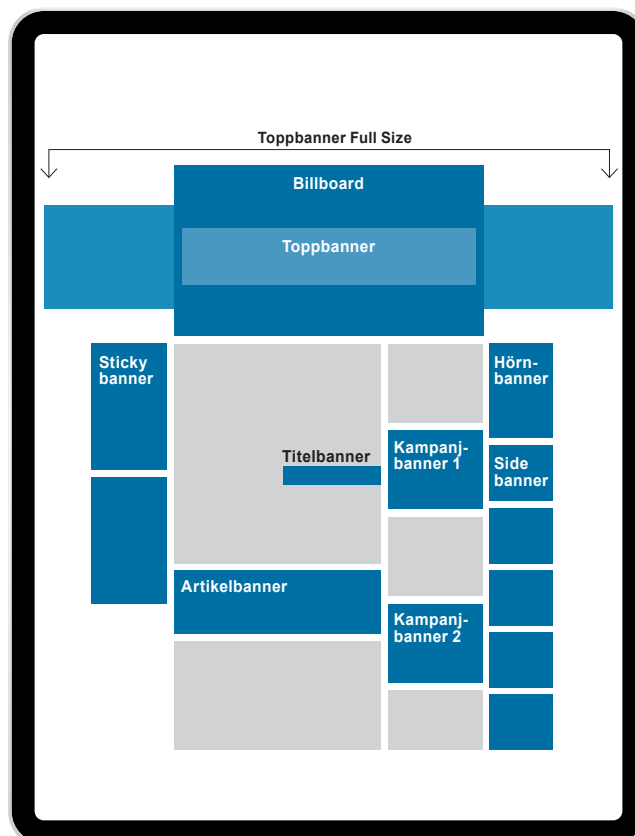 Toppbanner Full Size
Billboard
Toppbanner
Sticky
banner
Hörn-
banner
Titelbanner
Kampanj-
banner 1
Side
banner
Artikelbanner
Kampanj-
banner 2